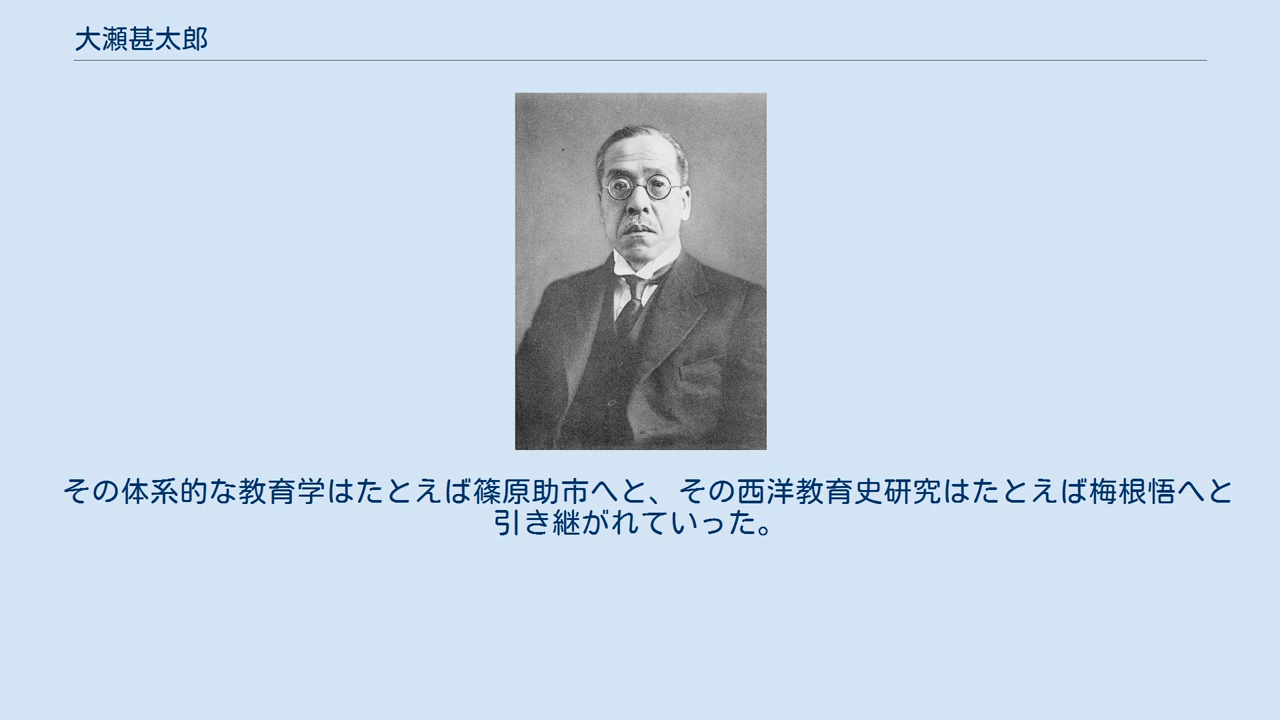 大瀬甚太郎
その体系的な教育学はたとえば篠原助市へと、その西洋教育史研究はたとえば梅根悟へと
引き継がれていった。